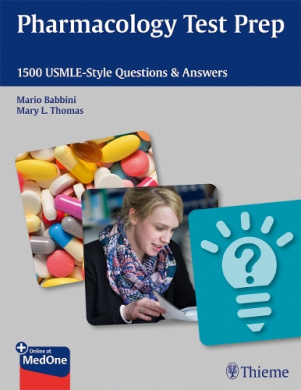 Pharmacology Test Prep
1500 USMLE-Style Questions & Answers
Mario Babbini
Mary L. Thomas
?
+ Online at
MedOne
Thieme